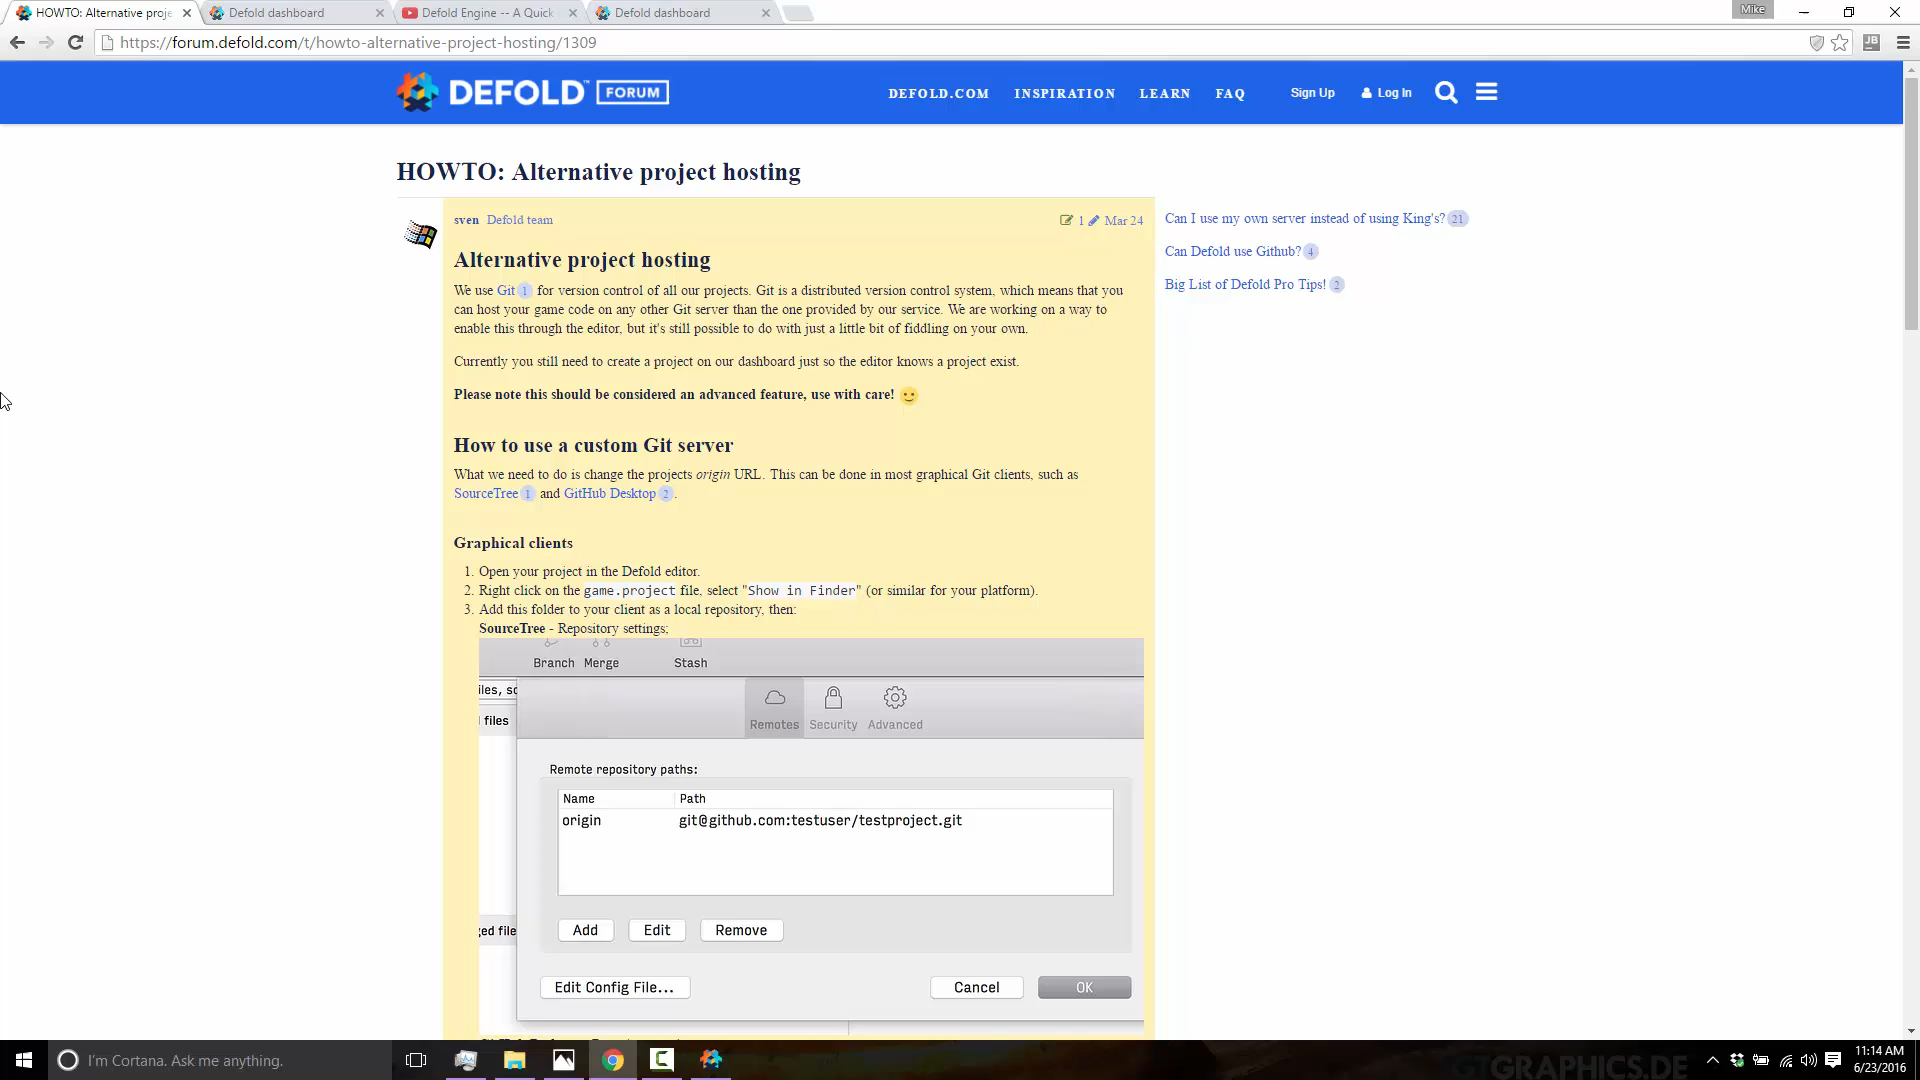 HOWTO: Alternative proje
Defold dashboard
Defold Engine -- A Quick
Defold dashboard
Mike
https://forum.defold.com/t/howto-alternative-project-hosting/1309
JB
DEFOLD FORUM
DEFOLD.COM INSPIRATION LEARN FAQ Sign Up Log In
HOWTO: Alternative project hosting
sven Defold team 1 Mar 24
Alternative project hosting
We use Git 1 for version control of all our projects. Git is a distributed version control system, which means that you
can host your game code on any other Git server than the one provided by our service. We are working on a way to
enable this through the editor, but it's still possible to do with just a little bit of fiddling on your own.
Currently you still need to create a project on our dashboard just so the editor knows a project exist.
Please note this should be considered an advanced feature, use with care!
How to use a custom Git server
What we need to do is change the projects origin URL. This can be done in most graphical Git clients, such as
SourceTree 1 and GitHub Desktop 2.
Graphical clients
1. Open your project in the Defold editor.
2. Right click on the game.project file, select "Show in Finder" (or similar for your platform).
3. Add this folder to your client as a local repository, then:
SourceTree - Repository settings;
Branch Merge Stash
iles, so
files
ged file
Remotes Security Advanced
Remote repository paths:
Name Path
origin git@github.com:testuser/testproject.git
Add Edit Remove
Edit Config File... Cancel OK
Can I use my own server instead of using King's? 21
Can Defold use Github? 4
Big List of Defold Pro Tips! 2
I'm Cortana. Ask me anything.
GTGRAPHICS.DE
11:14 AM
6/23/2016